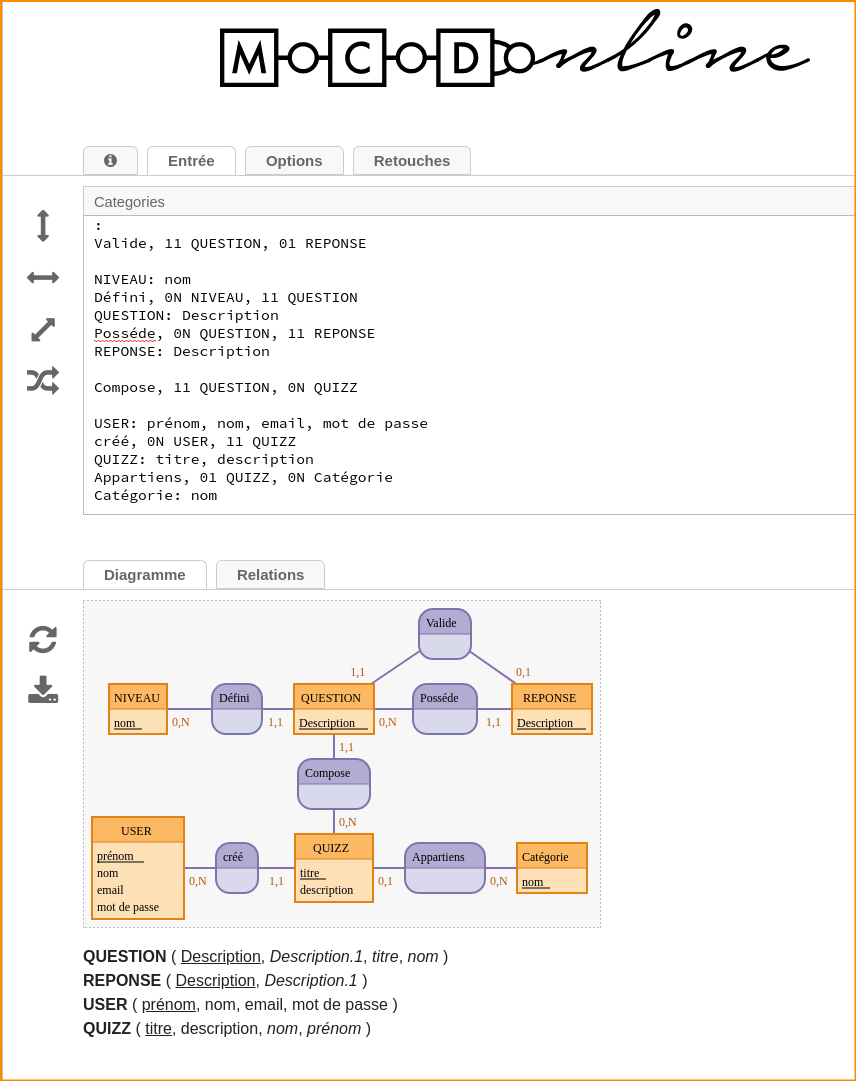 MOCODOnline
Entrée Options Retouches
Categories
:
Valide, 11 QUESTION, 01 REPONSE
NIVEAU: nom
Défini, 0N NIVEAU, 11 QUESTION
QUESTION: Description
Posséde, 0N QUESTION, 11 REPONSE
REPONSE: Description
Compose, 11 QUESTION, 0N QUIZZ
USER: prénom, nom, email, mot de passe
créé, 0N USER, 11 QUIZZ
QUIZZ: titre, description
Appartiens, 01 QUIZZ, 0N Catégorie
Catégorie: nom
Diagramme Relations
Valide
1,1 0,1
NIVEAU Défini QUESTION Posséde REPONSE
nom 0,N 1,1 Description 0,N 1,1 Description
1,1
Compose
0,N
USER QUIZZ
prénom créé titre Appartiens Catégorie
nom 0,N 1,1 description 0,1 0,N nom
email
mot de passe
QUESTION ( Description, Description.1, titre, nom )
REPONSE ( Description, Description.1 )
USER ( prénom, nom, email, mot de passe )
QUIZZ ( titre, description, nom, prénom )